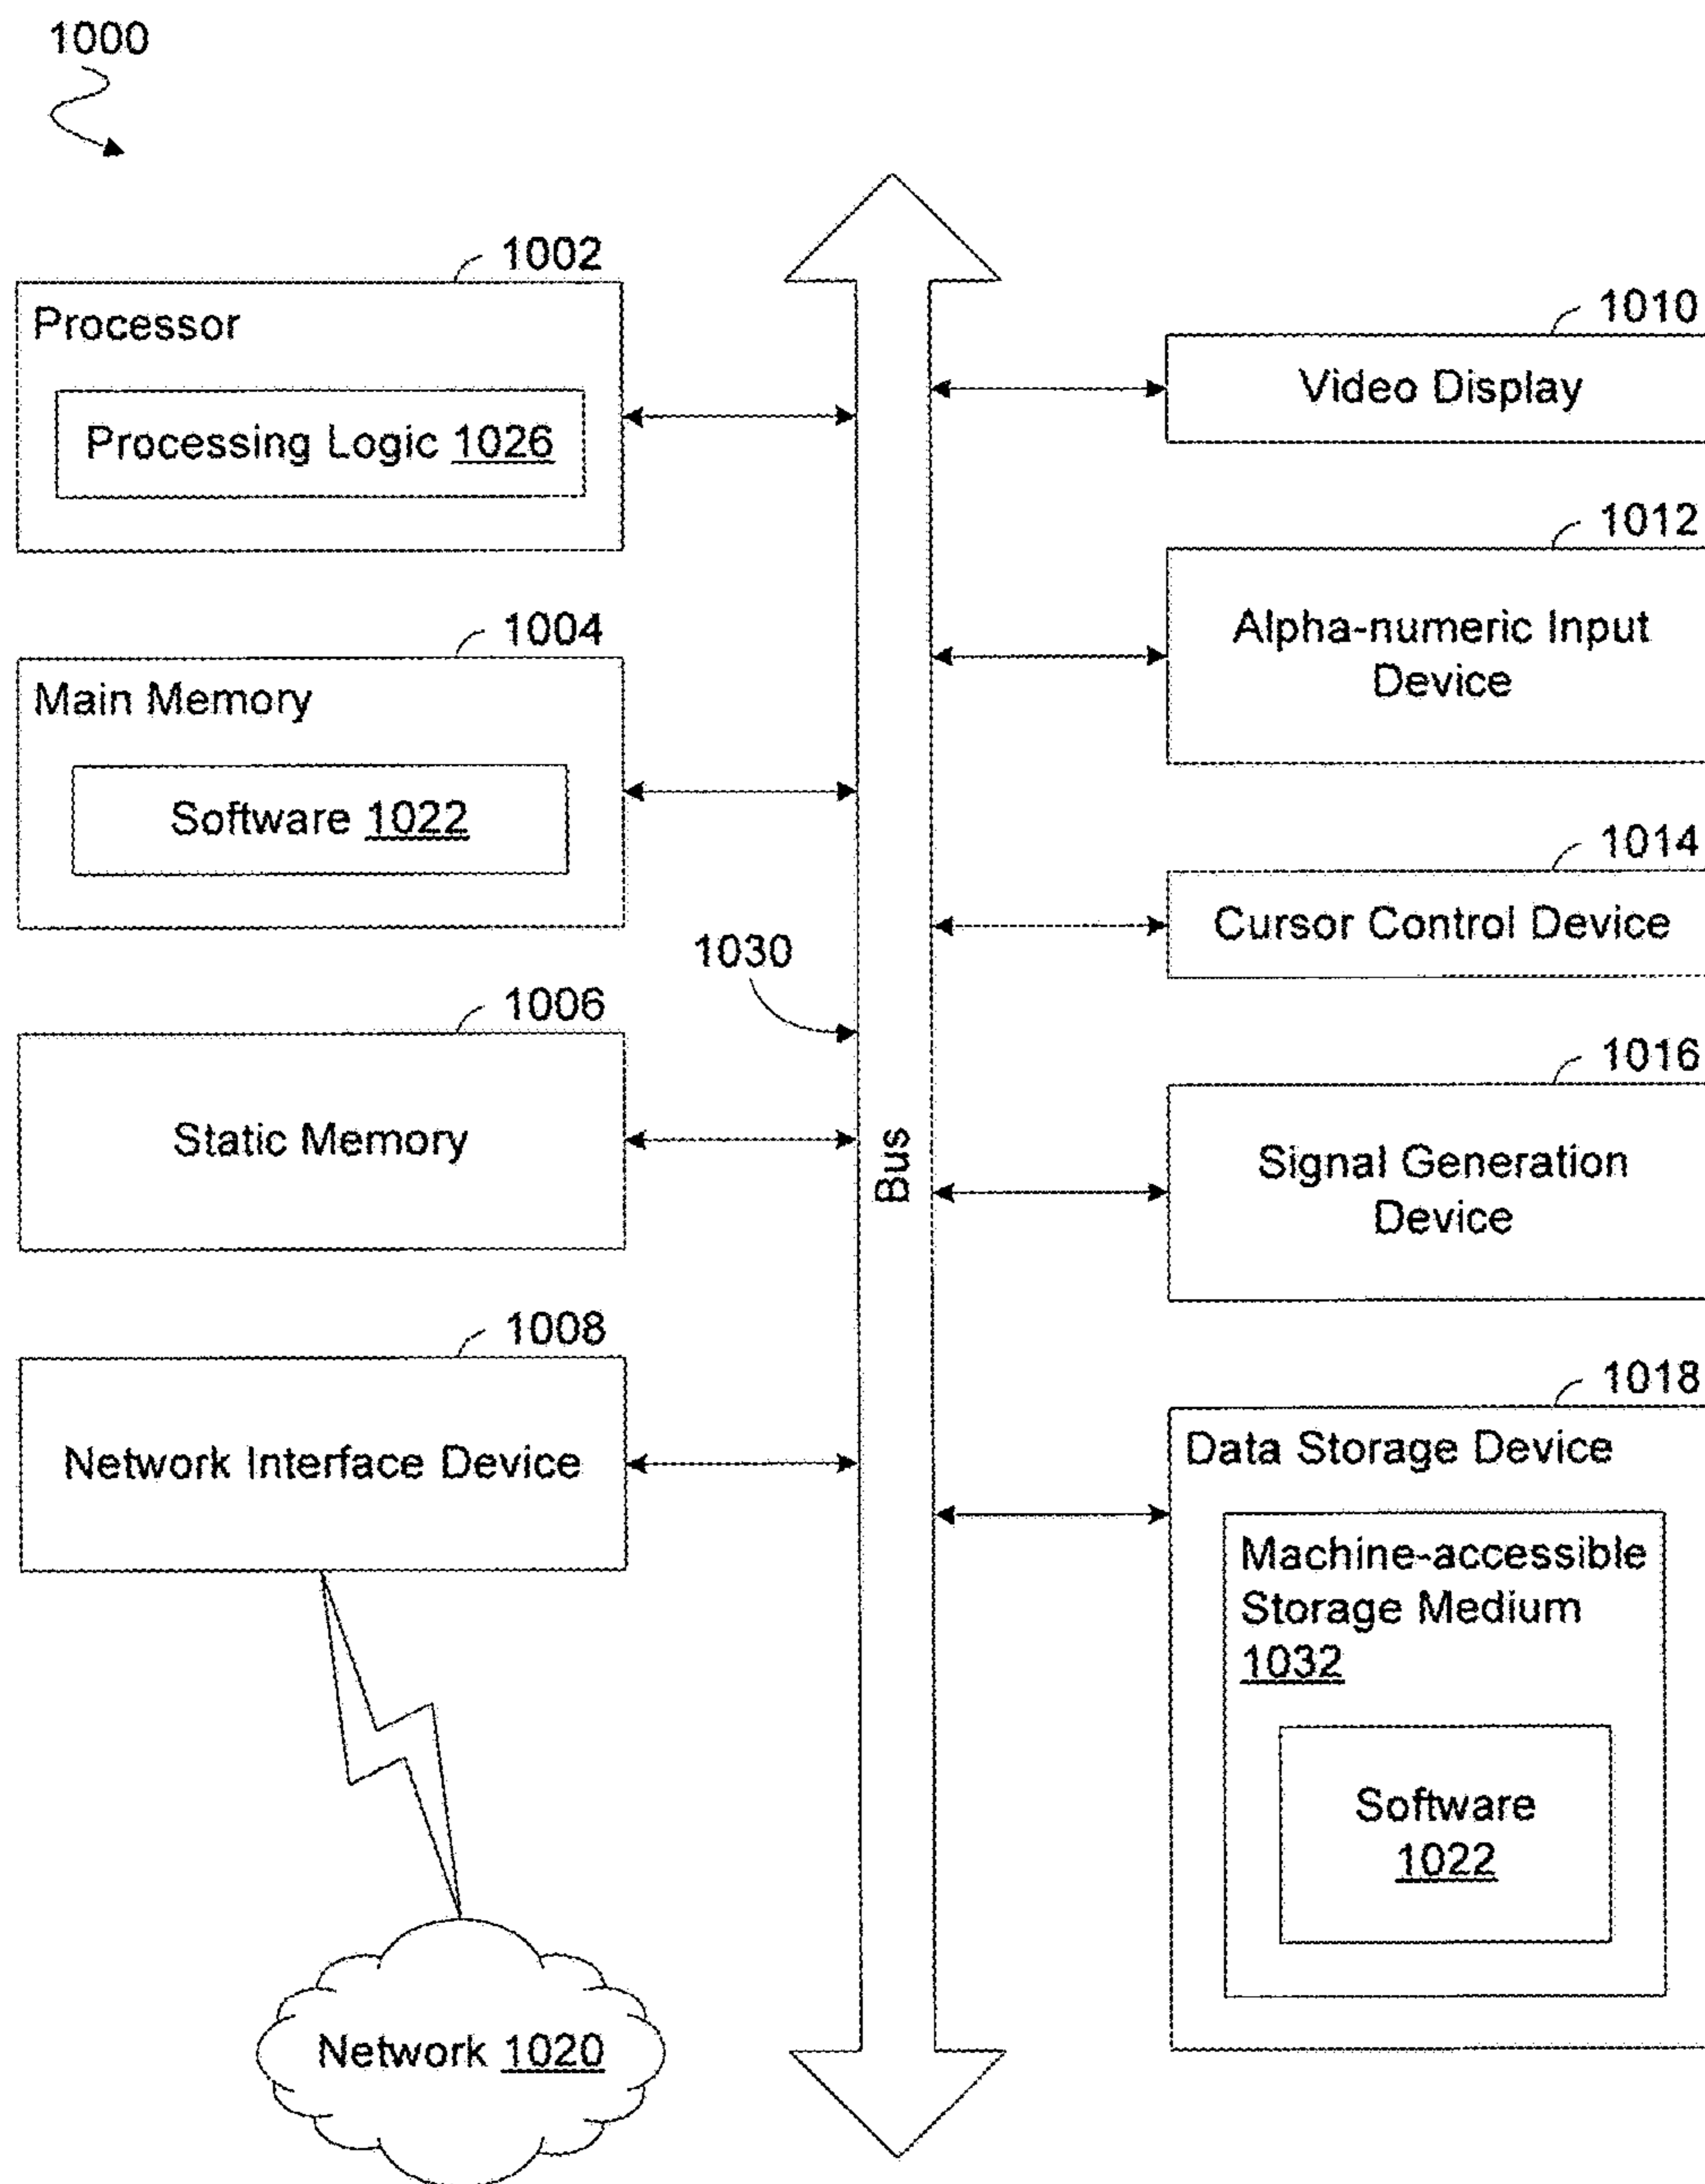 1000
1002
Processor
Processing Logic 1026
1004
Main Memory
Software 1022
1006
Static Memory
1008
Network Interface Device
Network 1020
1030
Bus
1010
Video Display
1012
Alpha-numeric Input
Device
1014
Cursor Control Device
1016
Signal Generation
Device
1018
Data Storage Device
Machine-accessible
Storage Medium
1032
Software
1022